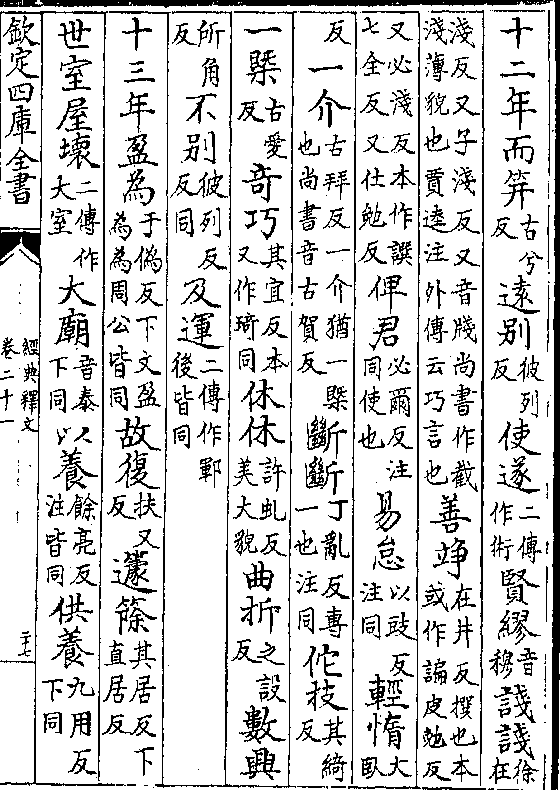 十二年而笄古兮反遠別彼列反使遂二傳作術賢繆音穆諓諓徐在
淺反又子淺反又音牋尚書作截淺薄貌也賈逵注外傳云巧言也善竫在井反撰也本或作諞皮勉反
又必淺反本作譔七全反又仕勉反俾君必爾反注同使也易怠以豉反注同輕惰大臥
反一介古拜反一介猶一槩也尚書音古賀反斷斷丁亂反專一也注同佗技其綺反
一槩古愛反奇巧其宜反本又作琦同休休許虬反美大貌曲折之設反數興
所角反不别彼列反反同及運二傳作鄆後皆同
十三年盈為于偽反下文盈為為周公皆同故復扶又反蘧篨其居反下直居反
世室屋壞二傳作大室大廟音泰下同以養餘亮反注皆同供養九用反下同
欽定四庫全書
經典釋文
卷二十一
二十七